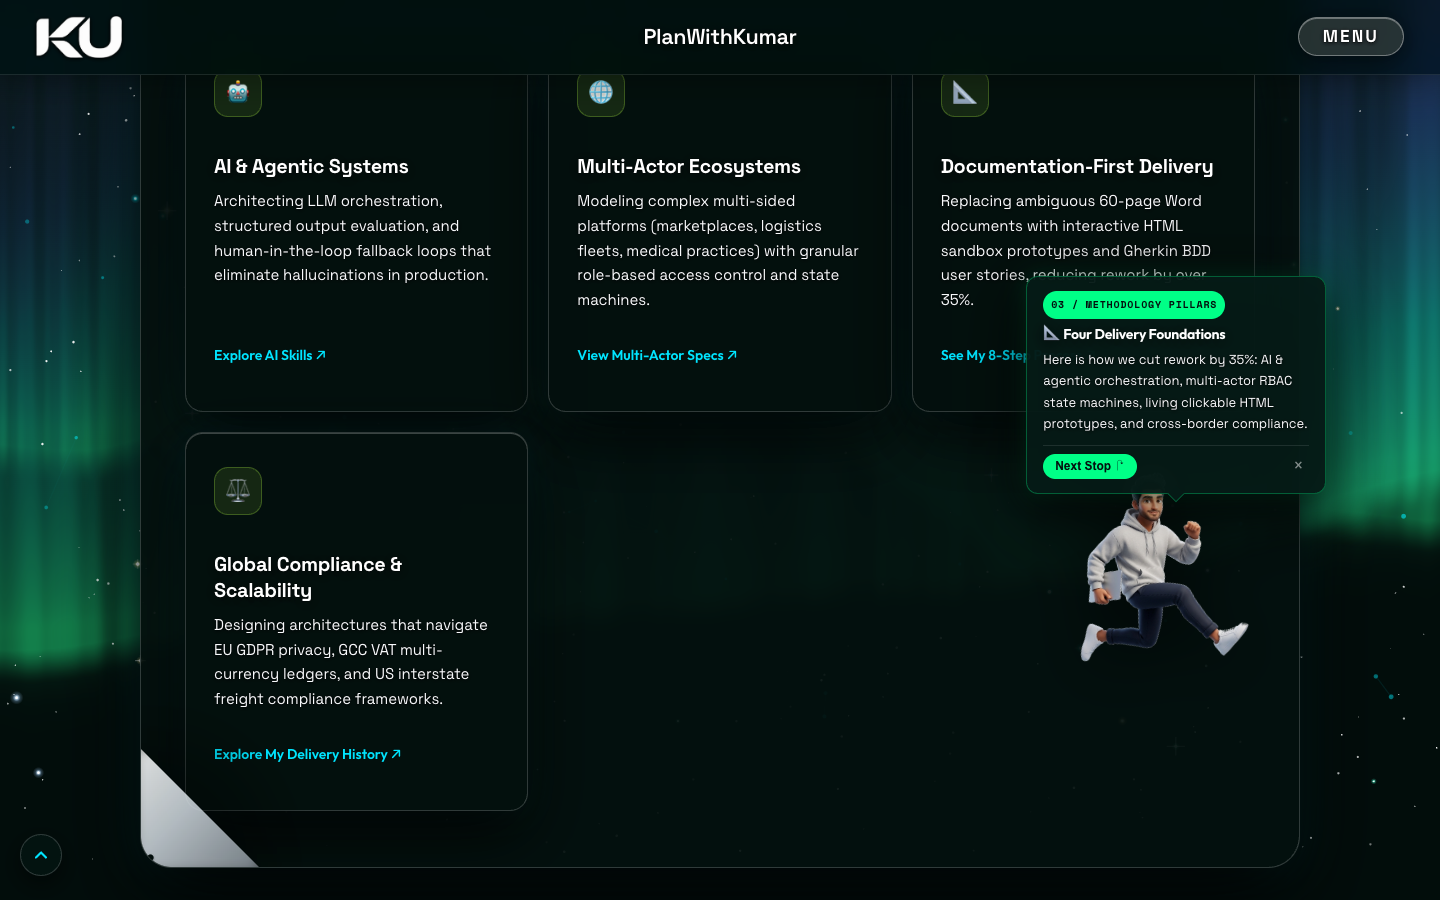 KU
PlanWithKumar
MENU
AI & Agentic Systems
Architecting LLM orchestration,
structured output evaluation, and
human-in-the-loop fallback loops that
eliminate hallucinations in production.
Explore AI Skills ↗
Multi-Actor Ecosystems
Modeling complex multi-sided
platforms (marketplaces, logistics
fleets, medical practices) with granular
role-based access control and state
machines.
View Multi-Actor Specs ↗
Documentation-First Delivery
Replacing ambiguous 60-page Word
documents with interactive HTML
sandbox prototypes and Gherkin BDD
user stories, reducing rework by over
35%.
See My 8-Step
03 / METHODOLOGY PILLARS
📐 Four Delivery Foundations
Here is how we cut rework by 35%: AI &
agentic orchestration, multi-actor RBAC
state machines, living clickable HTML
prototypes, and cross-border compliance.
Next Stop
×
Global Compliance &
Scalability
Designing architectures that navigate
EU GDPR privacy, GCC VAT multi-
currency ledgers, and US interstate
freight compliance frameworks.
Explore My Delivery History ↗